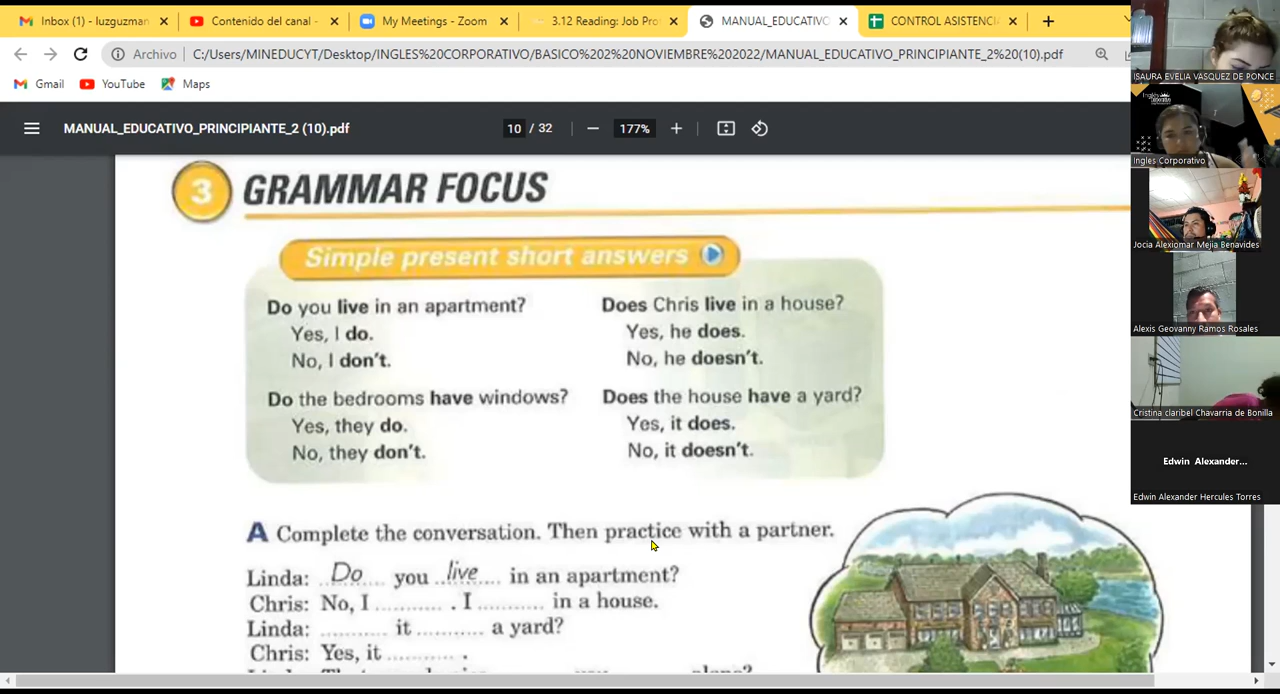 Inbox (1) - luzguzman
Contenido del canal -
My Meetings - Zoom
3.12 Reading: Job Pro
MANUAL_EDUCATIVO
CONTROL ASISTENCI
Archivo
C:/Users/MINEDUCYT/Desktop/INGLES%20CORPORATIVO/BASICO%202%20NOVIEMBRE%202022/MANUAL_EDUCATIVO_PRINCIPIANTE_2%20(10).pdf
Gmail
YouTube
Maps
MANUAL_EDUCATIVO_PRINCIPIANTE_2 (10).pdf
10 / 32
177%
3 GRAMMAR FOCUS
Simple present short answers
Do you live in an apartment?
Yes, I do.
No, I don't.
Do the bedrooms have windows?
Yes, they do.
No, they don't.
Does Chris live in a house?
Yes, he does.
No, he doesn't.
Does the house have a yard?
Yes, it does.
No, it doesn't.
A Complete the conversation. Then practice with a partner.
Linda: Do you live in an apartment?
Chris: No, I .......... . I .......... in a house.
Linda: .......... it .......... a yard?
Chris: Yes, it .......... .
ISAURA EVELIA VASQUEZ DE PONCE
Inglés
Ingles Corporativo
Jocia Alexiomar Mejia Benavides
Alexis Geovanny Ramos Rosales
Cristina claribel Chavarria de Bonilla
Edwin Alexander...
Edwin Alexander Hercules Torres